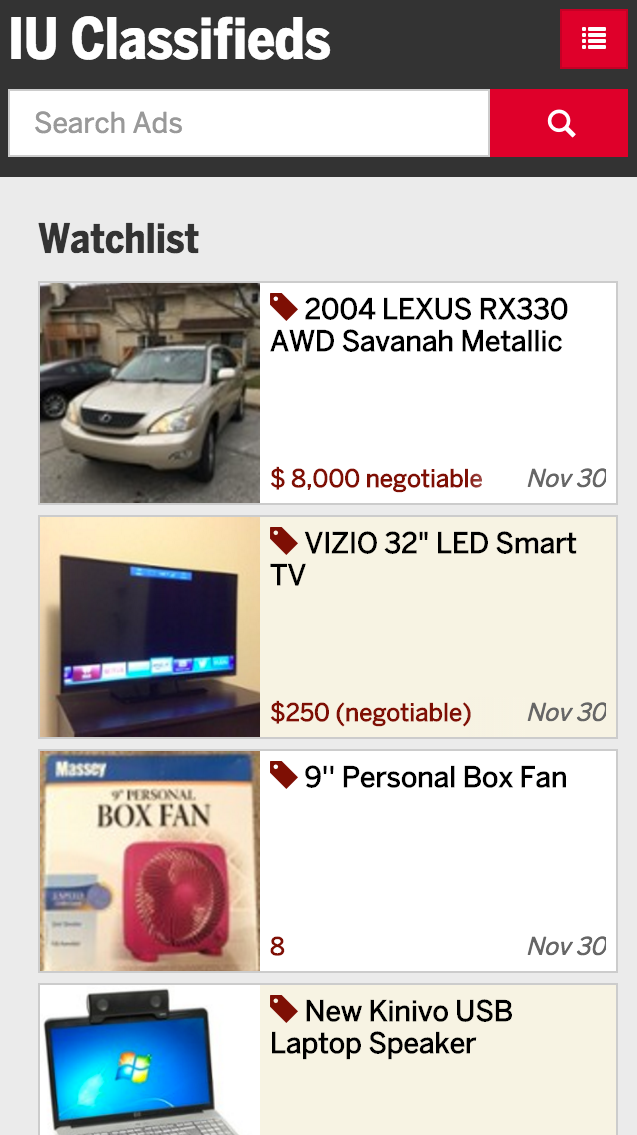 IU Classifieds
Search Ads
Watchlist
2004 LEXUS RX330
AWD Savanah Metallic
$ 8,000 negotiable
Nov 30
VIZIO 32" LED Smart
TV
$250 (negotiable)
Nov 30
Massey
9" PERSONAL
BOX FAN
9'' Personal Box Fan
8
Nov 30
New Kinivo USB
Laptop Speaker